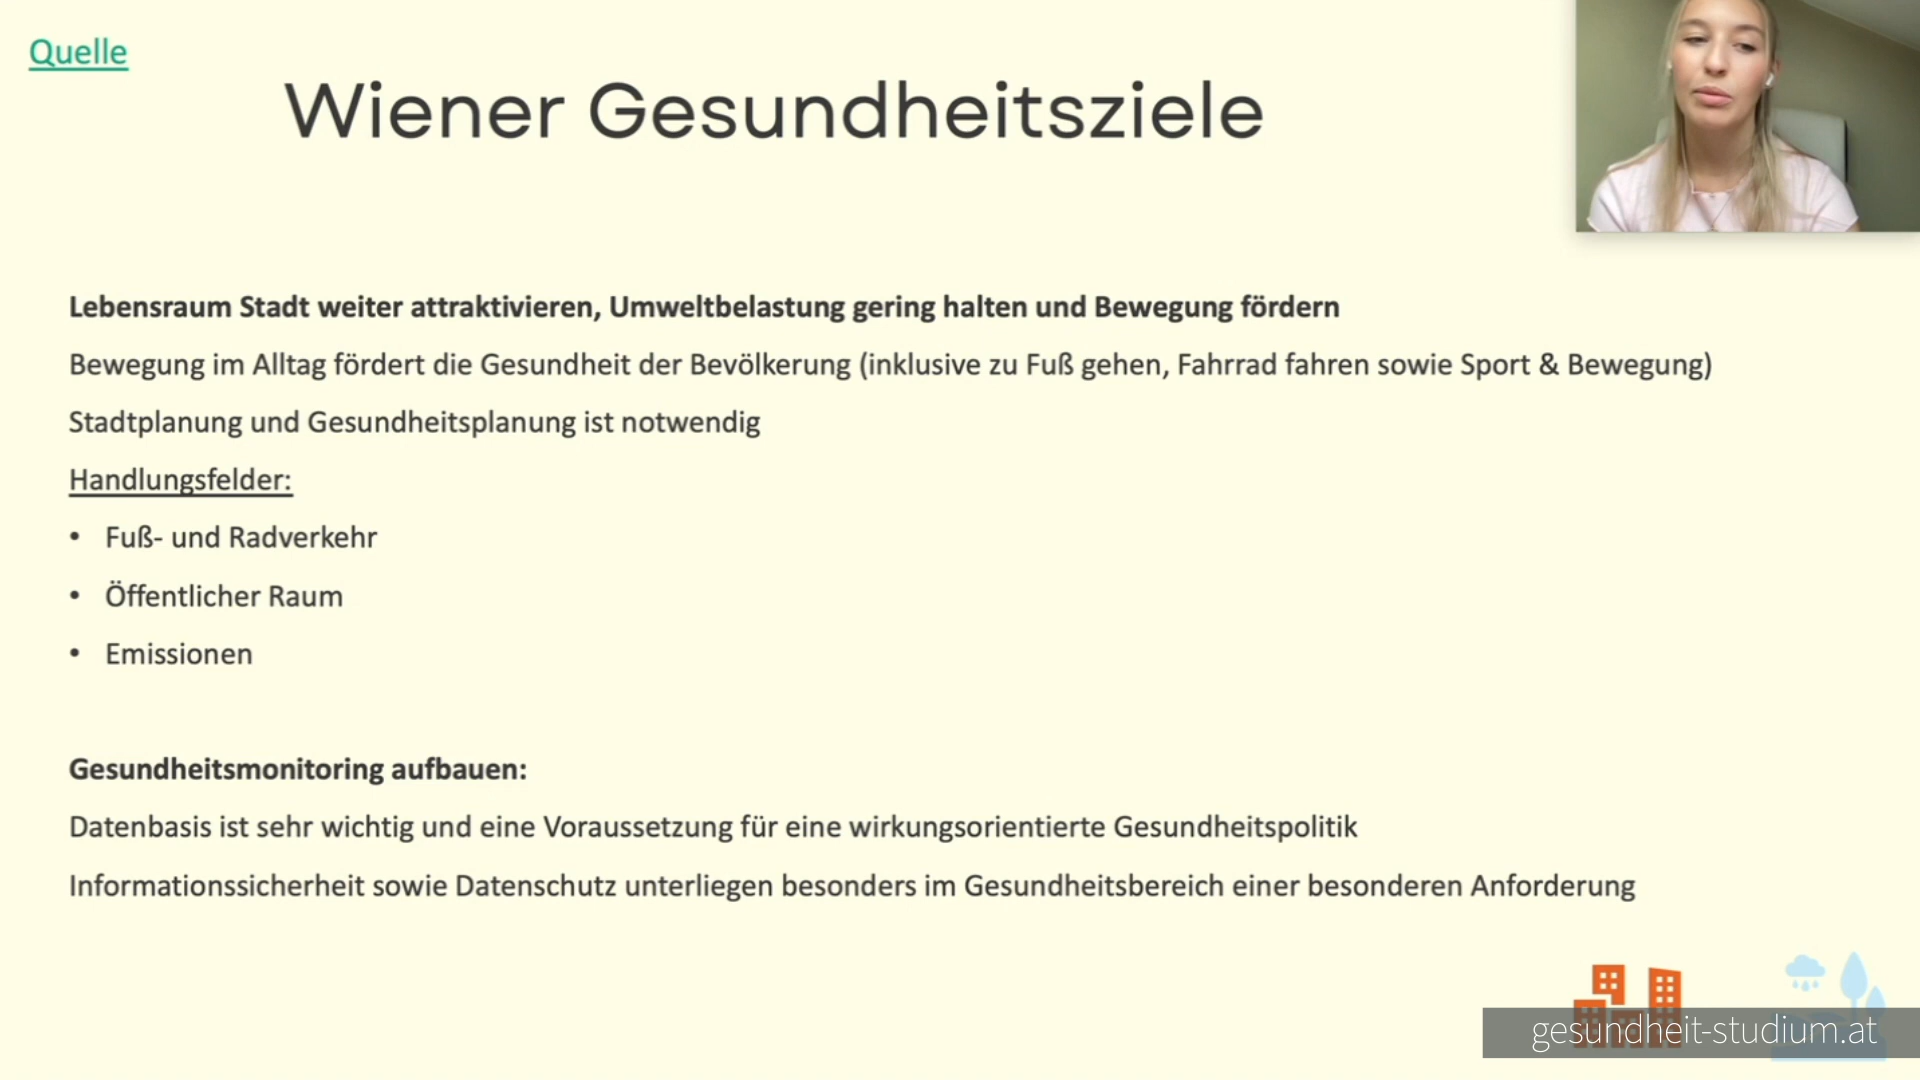 Quelle
Wiener Gesundheitsziele
Lebensraum Stadt weiter attraktivieren, Umweltbelastung gering halten und Bewegung fördern
Bewegung im Alltag fördert die Gesundheit der Bevölkerung (inklusive zu Fuß gehen, Fahrrad fahren sowie Sport & Bewegung)
Stadtplanung und Gesundheitsplanung ist notwendig
Handlungsfelder:
• Fuß- und Radverkehr
• Öffentlicher Raum
• Emissionen
Gesundheitsmonitoring aufbauen:
Datenbasis ist sehr wichtig und eine Voraussetzung für eine wirkungsorientierte Gesundheitspolitik
Informationssicherheit sowie Datenschutz unterliegen besonders im Gesundheitsbereich einer besonderen Anforderung
gesundheit-studium.at